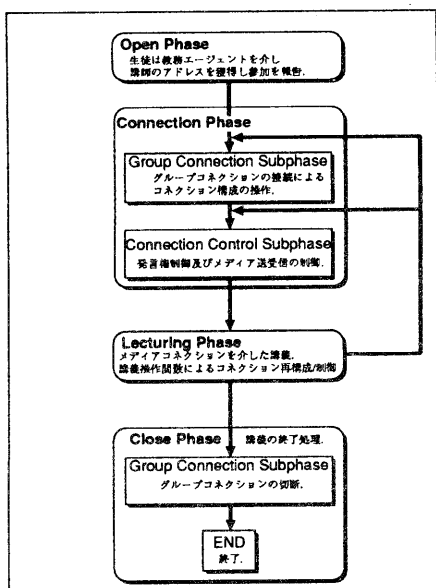 Open Phase
生徒は教務エージェントを介し
講師のアドレスを獲得し参加を報告.
Connection Phase
Group Connection Subphase
グループコネクションの接続による
コネクション構成の操作.
Connection Control Subphase
発言権制御及びメディア送受信の制御.
Lecturing Phase
メディアコネクションを介した講義.
講義操作関数によるコネクション再構成/制御
Close Phase 講義の終了処理.
Group Connection Subphase
グループコネクションの切断.
END
終了.